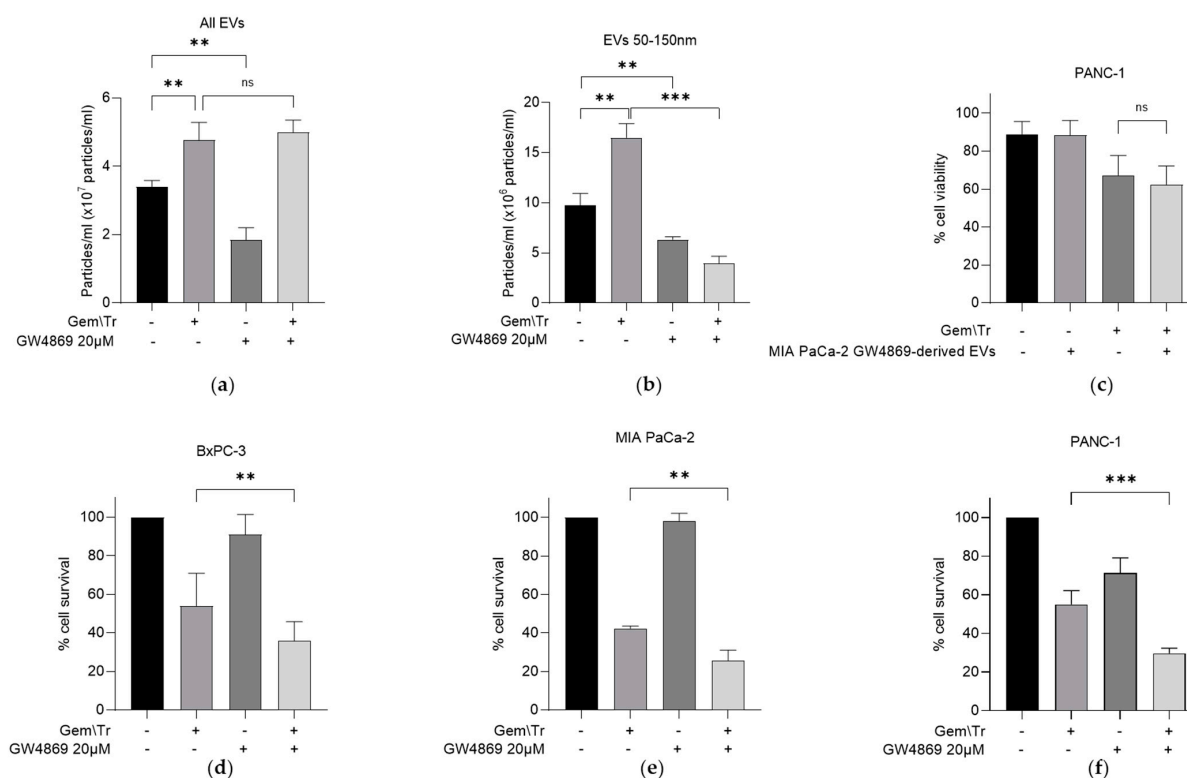 All EVs
**
**
ns
Particles/ml (x10⁷ particles/ml)
6
4
2
0
Gem\Tr - + - +
GW4869 20µM - - + +
(a)
EVs 50-150nm
**
**
***
Particles/ml (x10⁶ particles/ml)
20
15
10
5
0
Gem\Tr - + - +
GW4869 20µM - - + +
(b)
PANC-1
ns
% cell viability
100
80
60
40
20
0
Gem\Tr - - + +
MIA PaCa-2 GW4869-derived EVs - + - +
(c)
BxPC-3
**
% cell survival
100
80
60
40
20
0
Gem\Tr - + - +
GW4869 20µM - - + +
(d)
MIA PaCa-2
**
% cell survival
100
80
60
40
20
0
Gem\Tr - + - +
GW4869 20µM - - + +
(e)
PANC-1
***
% cell survival
100
80
60
40
20
0
Gem\Tr - + - +
GW4869 20µM - - + +
(f)